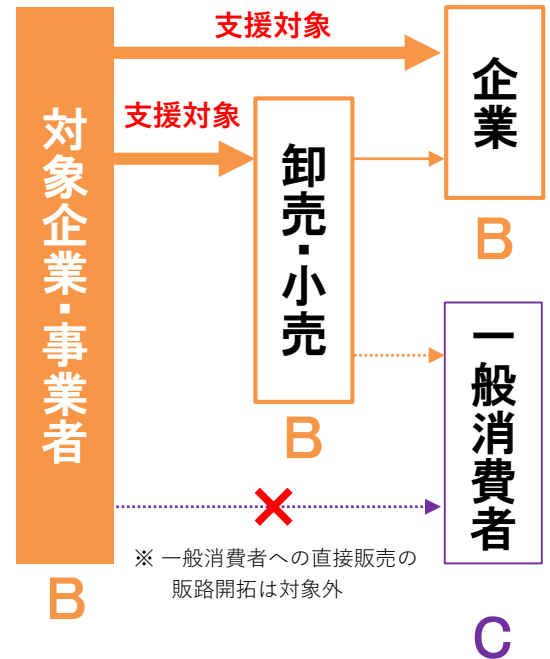 支援対象
企業
支援対象
対象企業・事業者
卸売・小売
B
一般消費者
B
※ 一般消費者への直接販売の
販路開拓は対象外
B
C